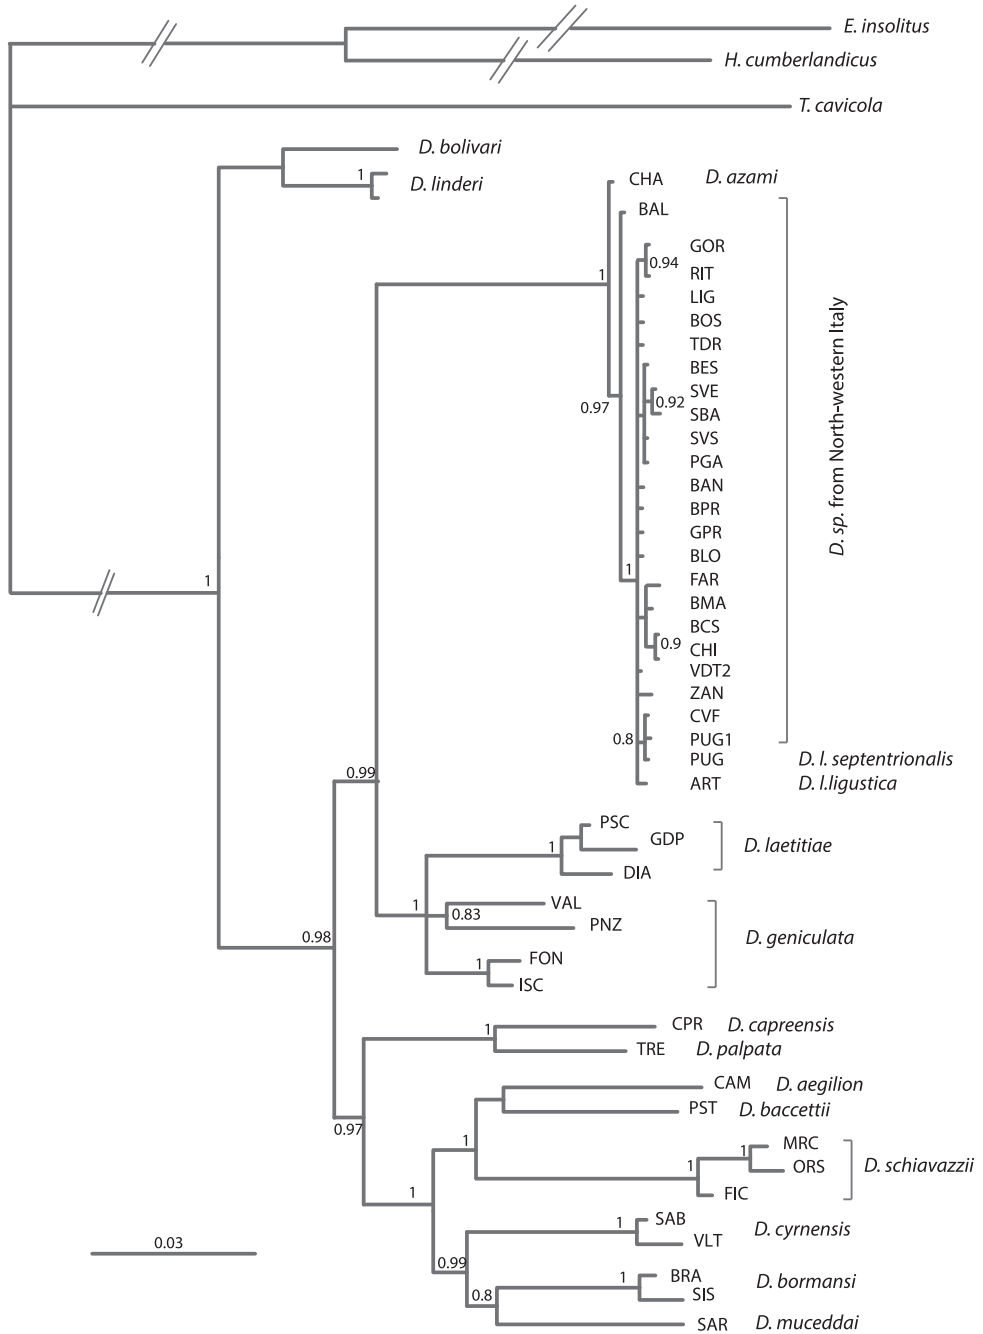 E. insolitus
H. cumberlandicus
T. cavicola
D. bolivari
1
D. linderi
CHA D. azami
BAL
GOR
0.94
RIT
1
LIG
BOS
TDR
BES
SVE
0.92
0.97
SBA
SVS
PGA
D. sp. from North-western Italy
BAN
BPR
GPR
BLO
1
FAR
1
BMA
BCS
0.9
CHI
VDT2
ZAN
CVF
0.8
PUG1
PUG D. l. septentrionalis
0.99
ART D. l.ligustica
PSC
GDP
1
D. laetitiae
DIA
VAL
1
0.83
PNZ
0.98
D. geniculata
FON
1
ISC
CPR D. capreensis
1
TRE D. palpata
CAM D. aegilion
PST D. baccettii
0.97
1
MRC
1
ORS D. schiavazzii
1
FIC
1
SAB
1
D. cyrnensis
VLT
0.03
0.99
BRA
1
D. bormansi
0.8
SIS
SAR D. muceddai